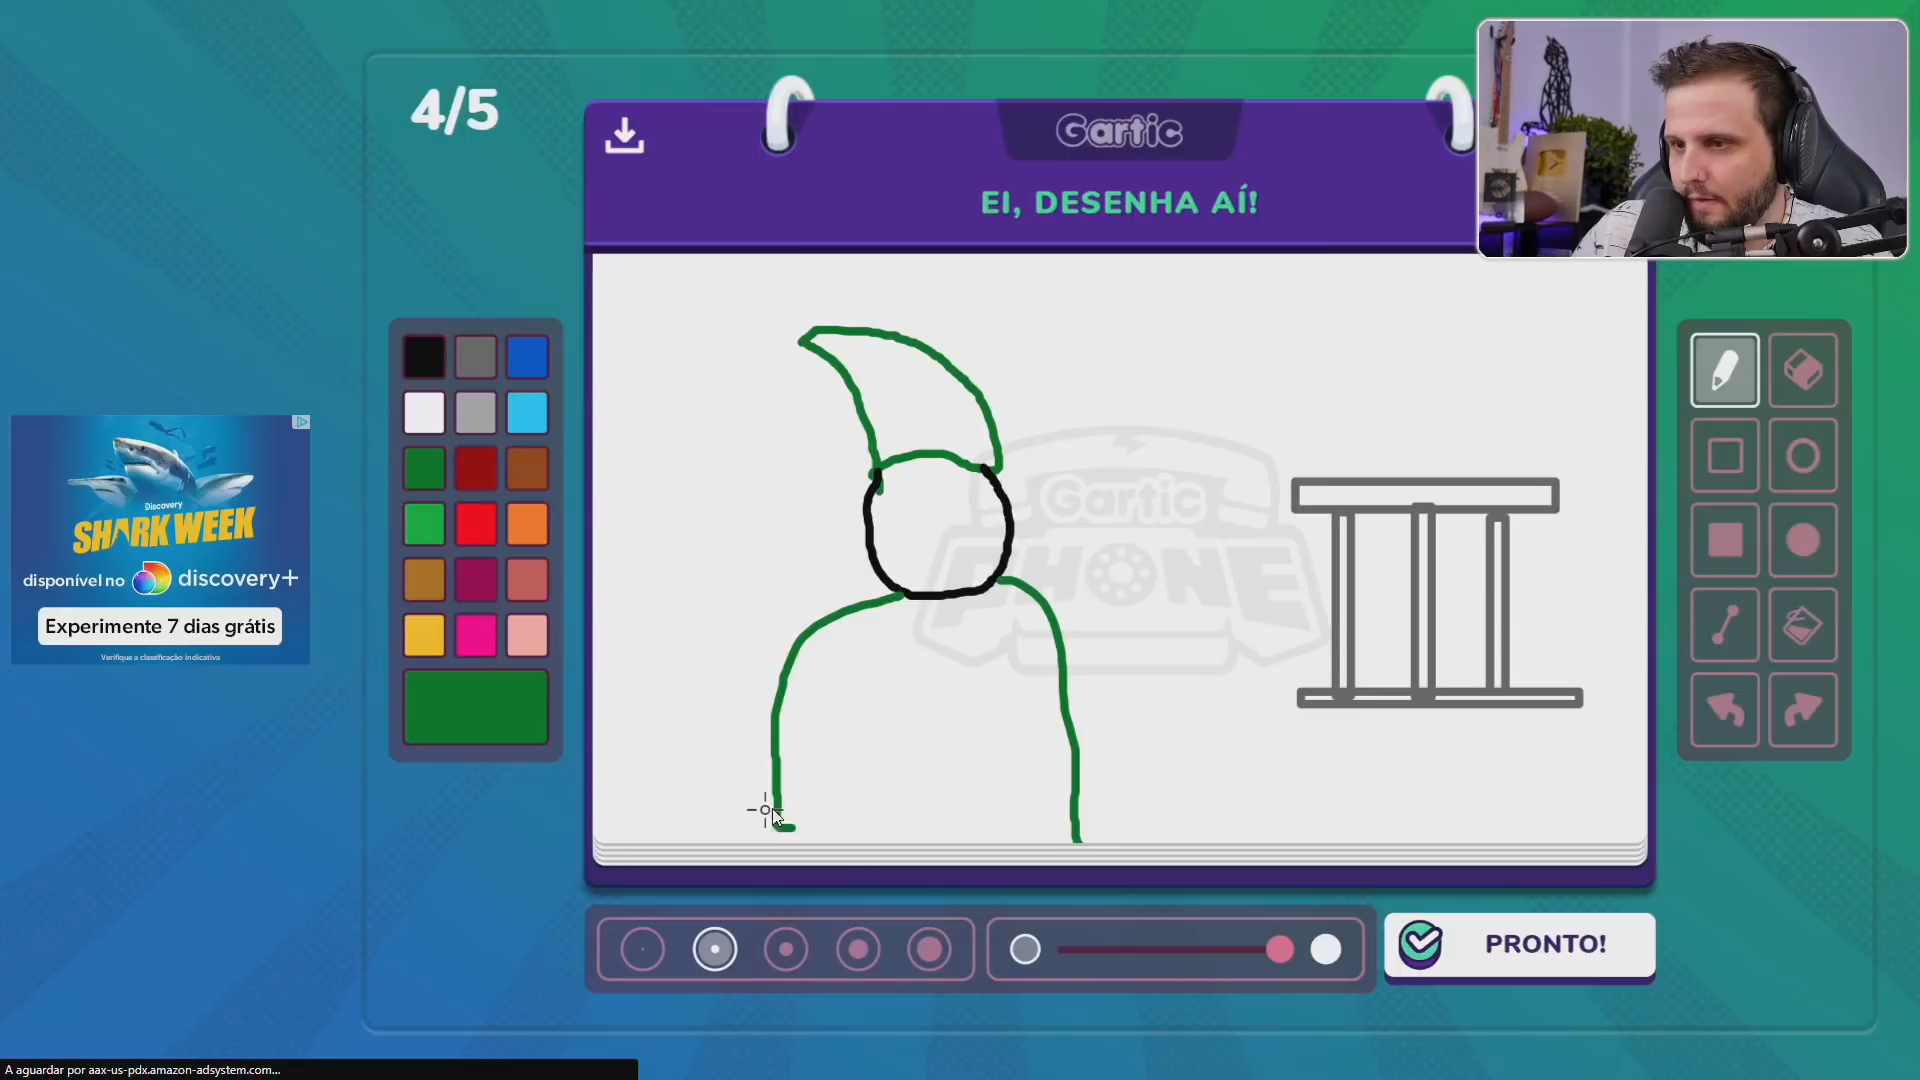 4/5
Gartic
EI, DESENHA AÍ!
Gartic
PHONE
Discovery
SHARK WEEK
disponível no discovery+
Experimente 7 dias grátis
Verifique a classificação indicativa
PRONTO!
A aguardar por aax-us-pdx.amazon-adsystem.com...